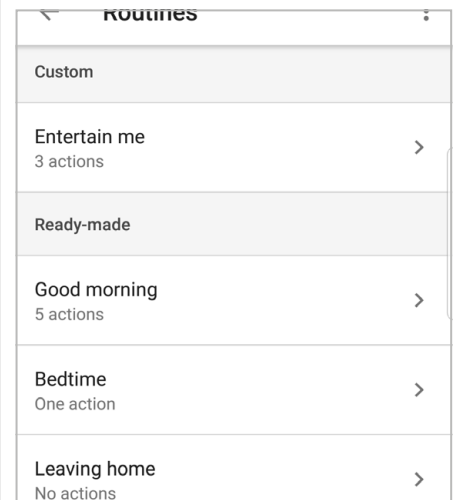 Routines
Custom
Entertain me
3 actions
Ready-made
Good morning
5 actions
Bedtime
One action
Leaving home
No actions